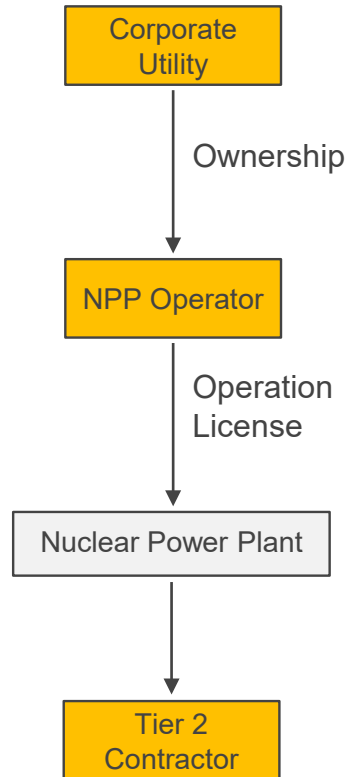 Corporate
Utility
Ownership
NPP Operator
Operation
License
Nuclear Power Plant
Tier 2
Contractor